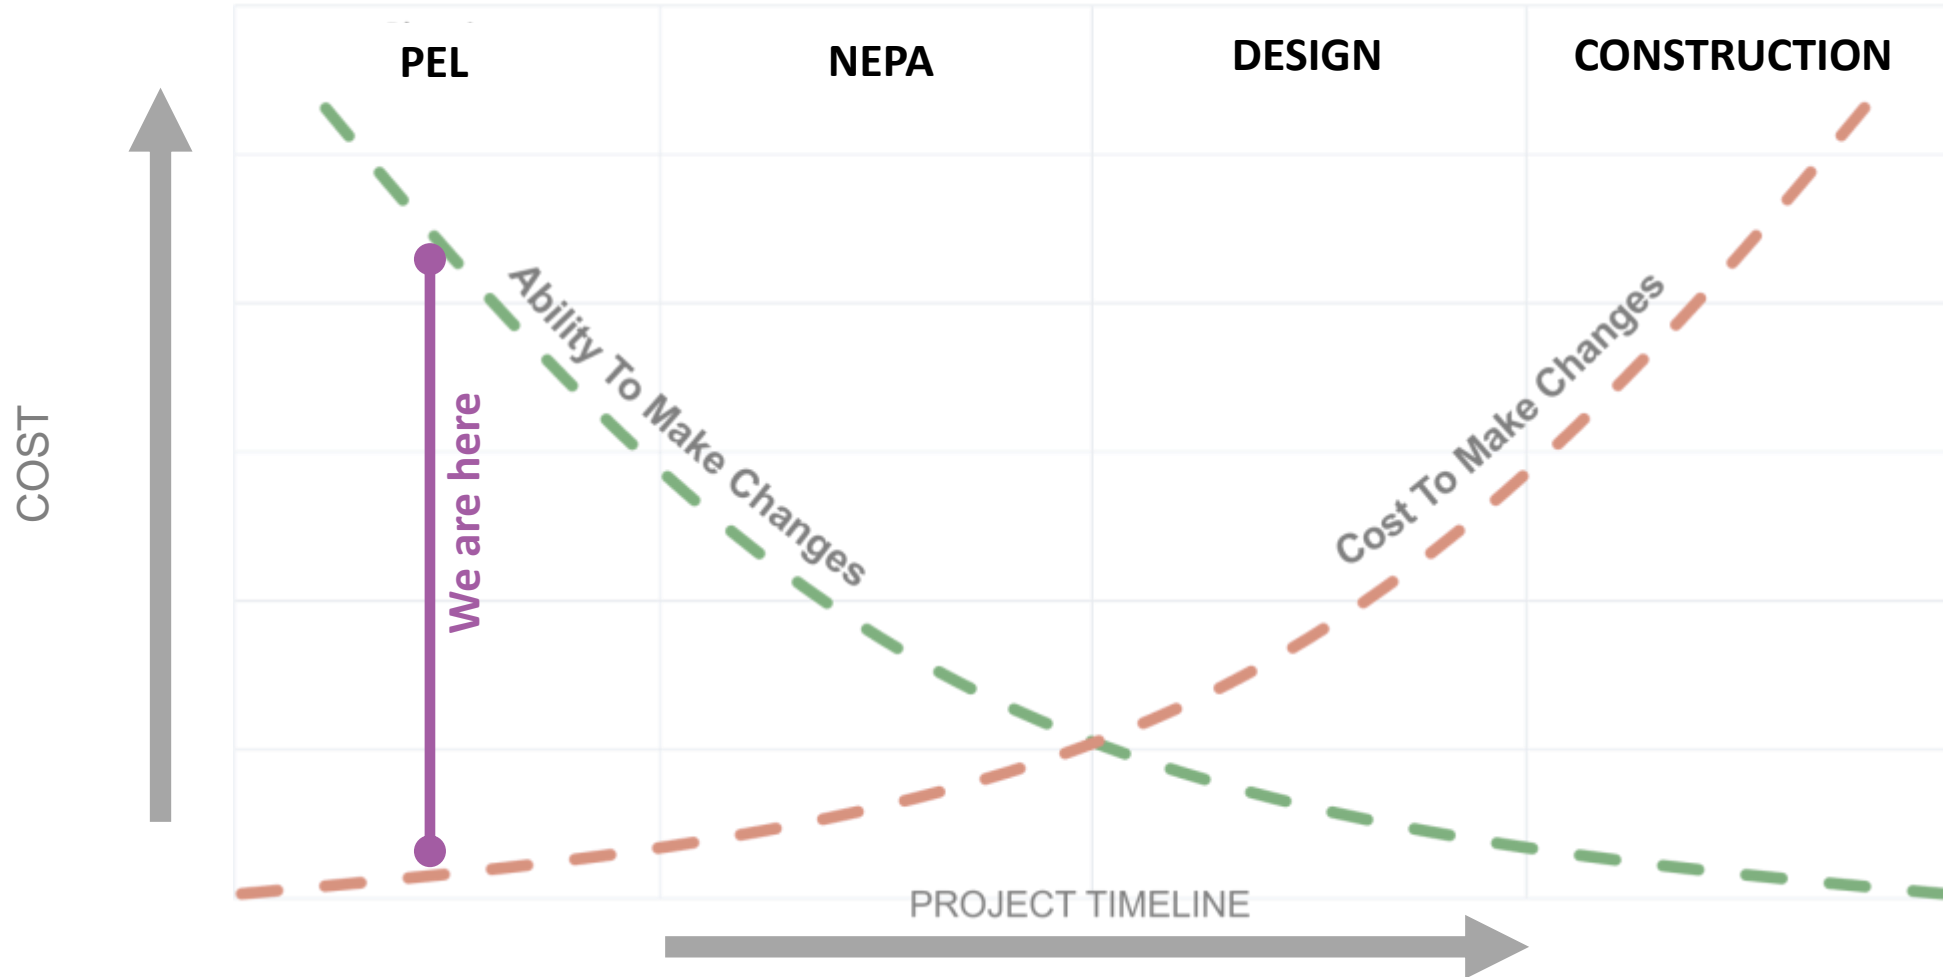 PEL
NEPA
DESIGN
CONSTRUCTION
COST
We are here
Ability To Make Changes
Cost To Make Changes
PROJECT TIMELINE